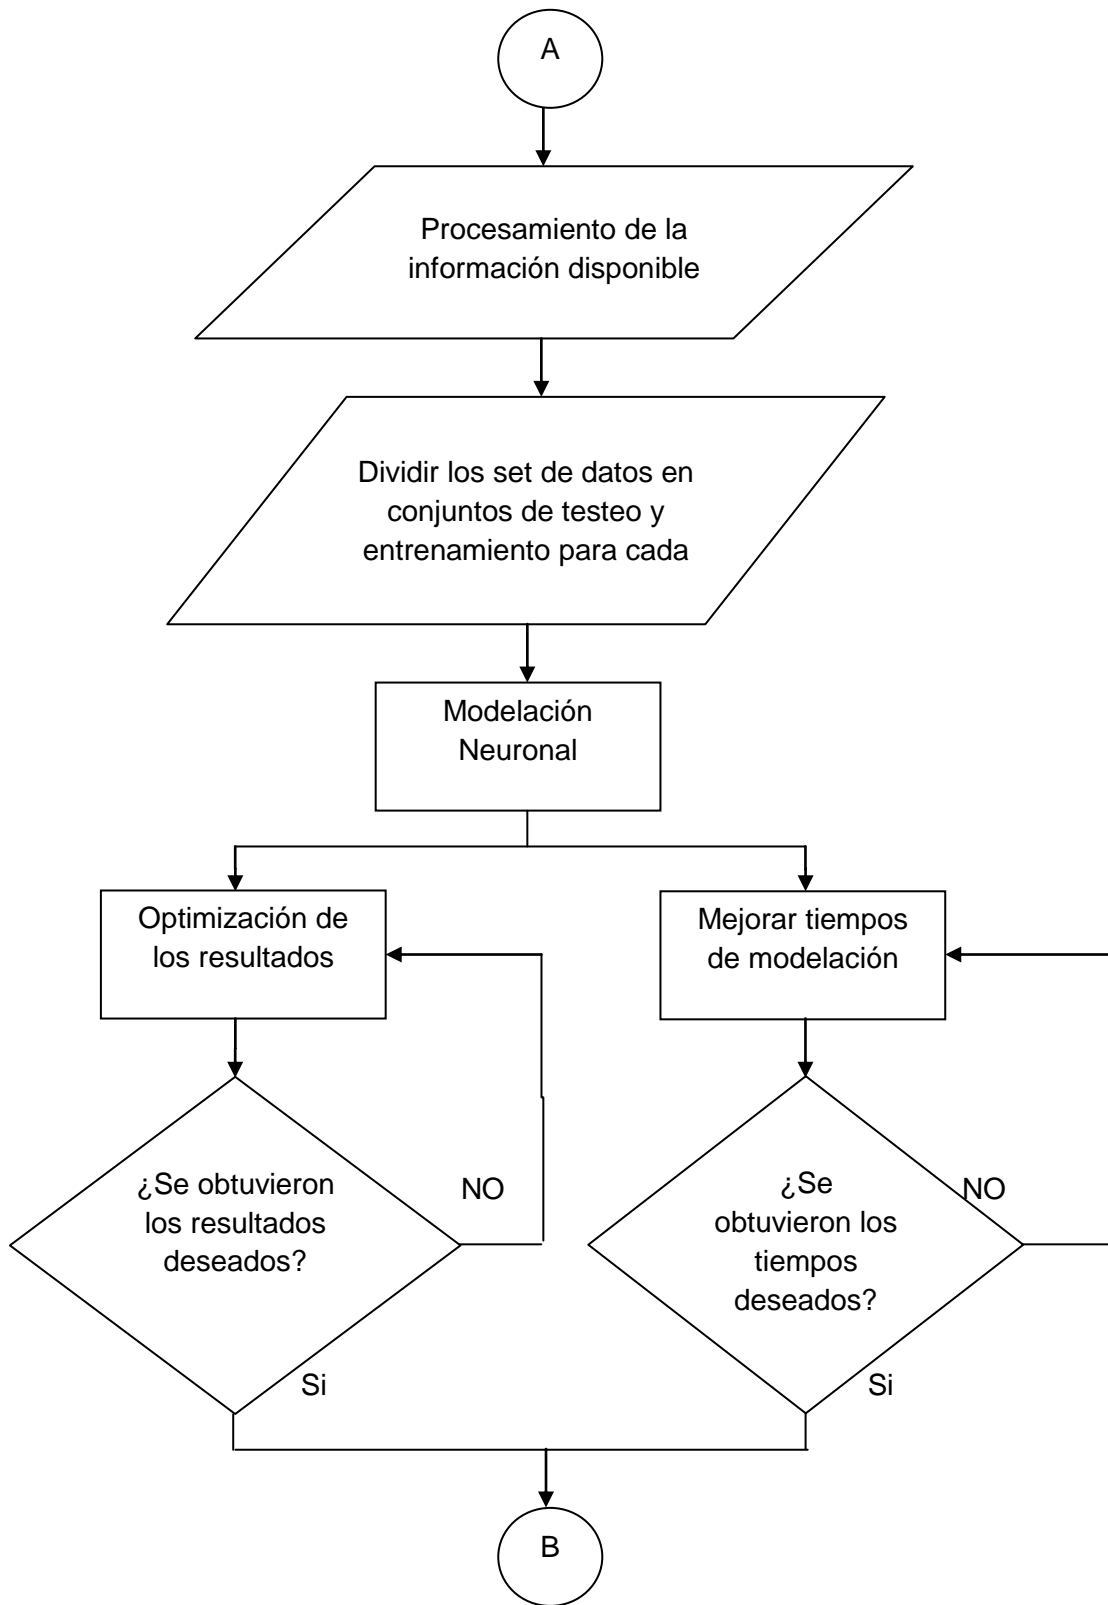 A
Procesamiento de la
información disponible
Dividir los set de datos en
conjuntos de testeo y
entrenamiento para cada
Modelación
Neuronal
Optimización de
los resultados
Mejorar tiempos
de modelación
¿Se obtuvieron
los resultados
deseados?
NO
¿Se
obtuvieron los
tiempos
deseados?
NO
Si
Si
B